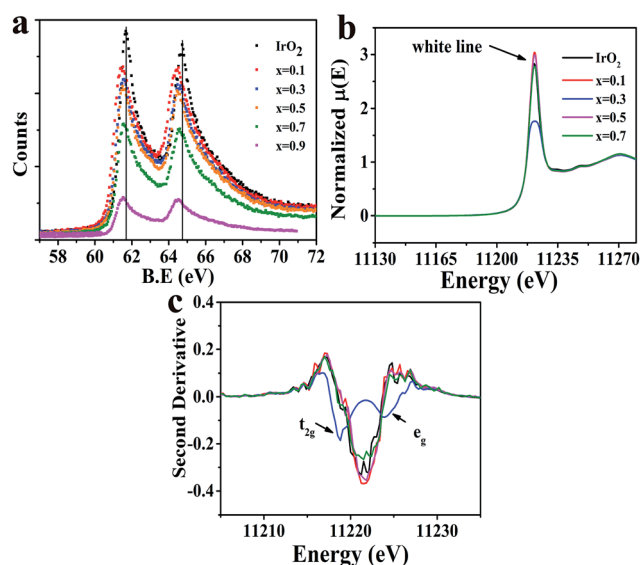 a
Counts
IrO2
x=0.1
x=0.3
x=0.5
x=0.7
x=0.9
58 60 62 64 66 68 70 72
B.E (eV)
b
Normalized μ(E)
3
2
1
0
white line
IrO2
x=0.1
x=0.3
x=0.5
x=0.7
11130 11165 11200 11235 11270
Energy (eV)
c
Second Derivative
0.4
0.2
0.0
-0.2
-0.4
t2g
eg
11210 11220 11230
Energy (eV)